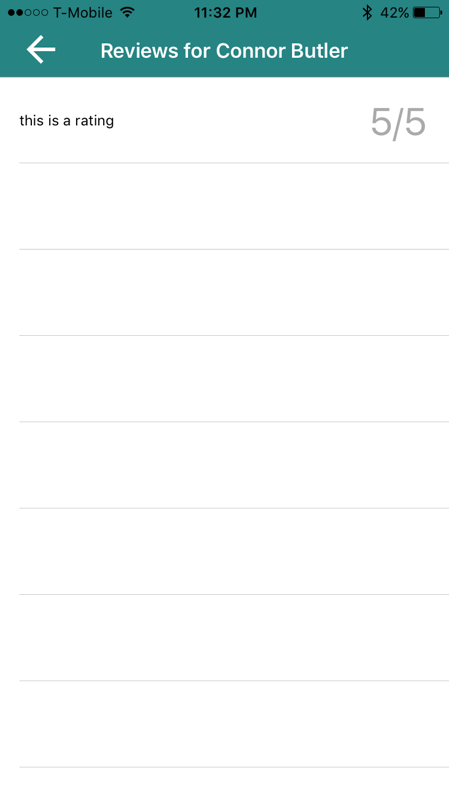 T-Mobile 11:32 PM 42%
Reviews for Connor Butler
this is a rating 5/5